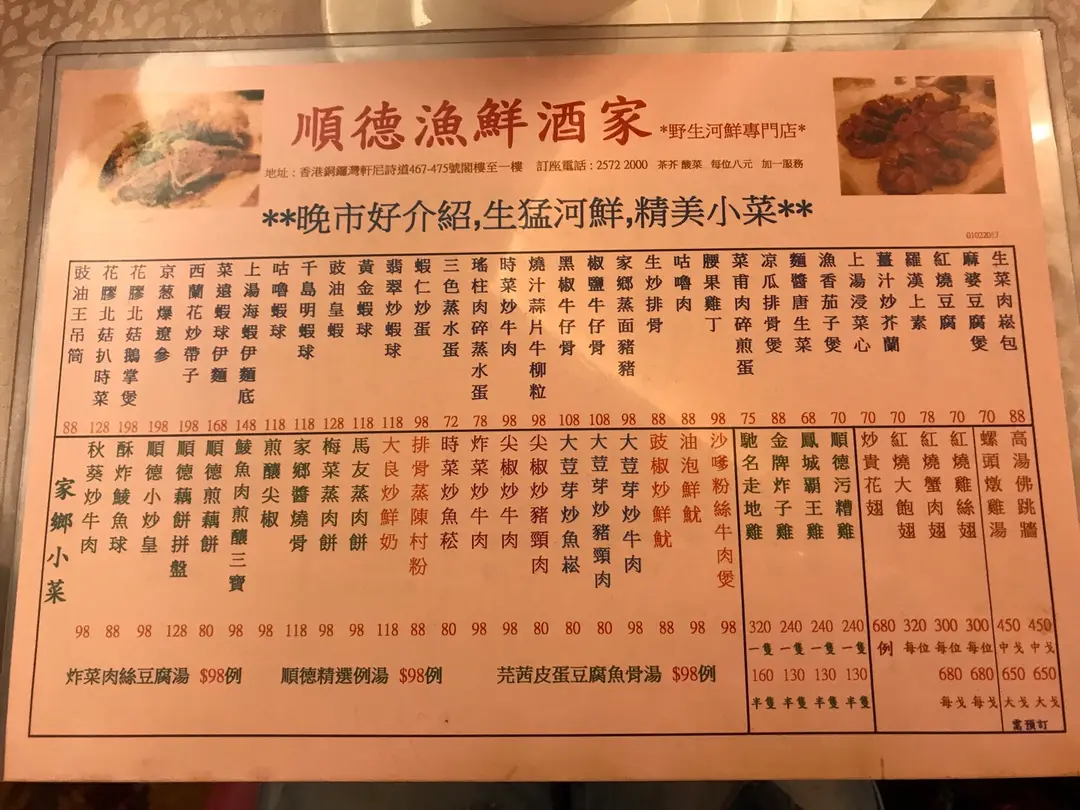 順德漁鮮酒家 *野生河鮮專門店*
地址 : 香港銅鑼灣軒尼詩道467-475號閣樓至一樓 訂座電話 : 2572 2000 茶芥 酸菜 每位八元 加一服務
**晚市好介紹,生猛河鮮,精美小菜**
01022017
生菜肉崧包 88
麻婆豆腐煲 70
紅燒豆腐 70
羅漢上素 78
薑汁炒芥蘭 70
上湯浸菜心 70
漁香茄子煲 70
麵醬唐生菜 68
凉瓜排骨煲 88
菜甫肉碎煎蛋 75
腰果雞丁 98
咕嚕肉 88
生炒排骨 88
家鄉蒸面豬豬 98
椒鹽牛仔骨 108
黑椒牛仔骨 108
燒汁蒜片牛柳粒 98
時菜炒牛肉 98
瑤柱肉碎蒸水蛋 78
三色蒸水蛋 72
蝦仁炒蛋 98
翡翠炒蝦球 118
黃金蝦球 118
豉油皇蝦 128
千島明蝦球 118
咕嚕蝦球 118
上湯海蝦伊麵底 148
菜遠蝦球伊麵 168
西蘭花炒帶子 198
京葱爆遼參 198
花膠北菇鵝掌煲 198
花膠北菇扒時菜 128
豉油王吊筒 88
高湯佛跳牆 450 中戈 650 大戈
螺頭燉雞湯 450 中戈 650 大戈
需預訂
紅燒雞絲翅 300 每位 680 每戈
紅燒蟹肉翅 300 每位 680 每戈
紅燒大鮑翅 320 每位
炒貴花翅 680 例
順德污糟雞 240 一隻 130 半隻
鳳城霸王雞 240 一隻 130 半隻
金牌炸子雞 240 一隻 130 半隻
馳名走地雞 320 一隻 160 半隻
家鄉小菜
沙嗲粉絲牛肉煲 98
油泡鮮魷 98
豉椒炒鮮魷 88
大荳芽炒牛肉 98
大荳芽炒豬頸肉 80
大荳芽炒魚崧 80
尖椒炒豬頸肉 80
尖椒炒牛肉 98
炸菜炒牛肉 98
時菜炒魚菘 80
排骨蒸陳村粉 88
大良炒鮮奶 118
馬友蒸肉餅 98
梅菜蒸肉餅 98
家鄉醬燒骨 118
煎釀尖椒 98
鯪魚肉煎釀三寶 98
順德煎藕餅 80
順德藕餅拼盤 128
順德小炒皇 98
酥炸鯪魚球 88
秋葵炒牛肉 98
炸菜肉絲豆腐湯 $98例 順德精選例湯 $98例 芫茜皮蛋豆腐魚骨湯 $98例